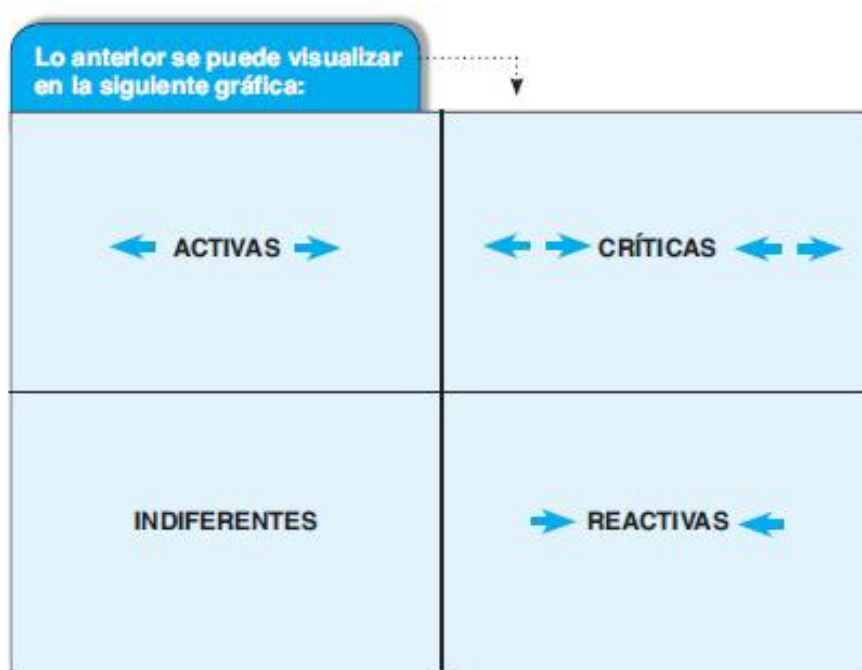 Lo anterior se puede visualizar
en la siguiente gráfica:
ACTIVAS
CRÍTICAS
INDIFERENTES
REACTIVAS